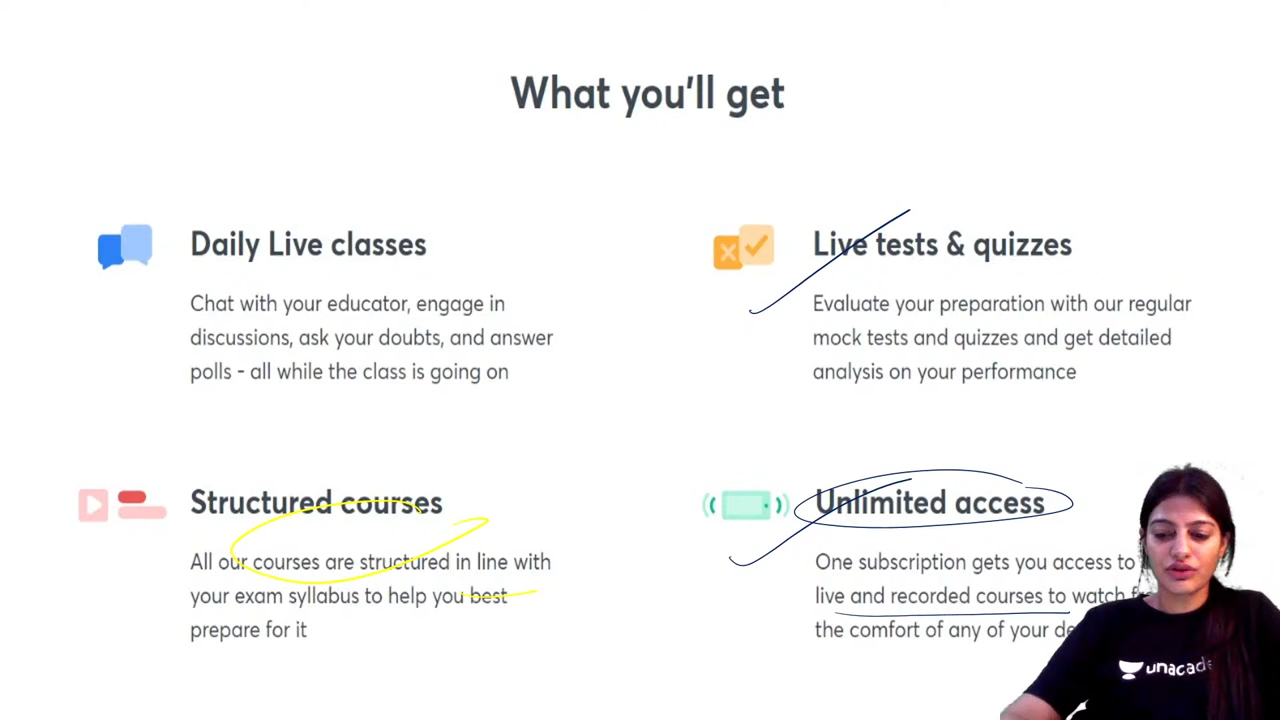 What you'll get
Daily Live classes
Chat with your educator, engage in
discussions, ask your doubts, and answer
polls - all while the class is going on
Live tests & quizzes
Evaluate your preparation with our regular
mock tests and quizzes and get detailed
analysis on your performance
Structured courses
All our courses are structured in line with
your exam syllabus to help you best
prepare for it
Unlimited access
One subscription gets you access to
live and recorded courses to watch
the comfort of any of your